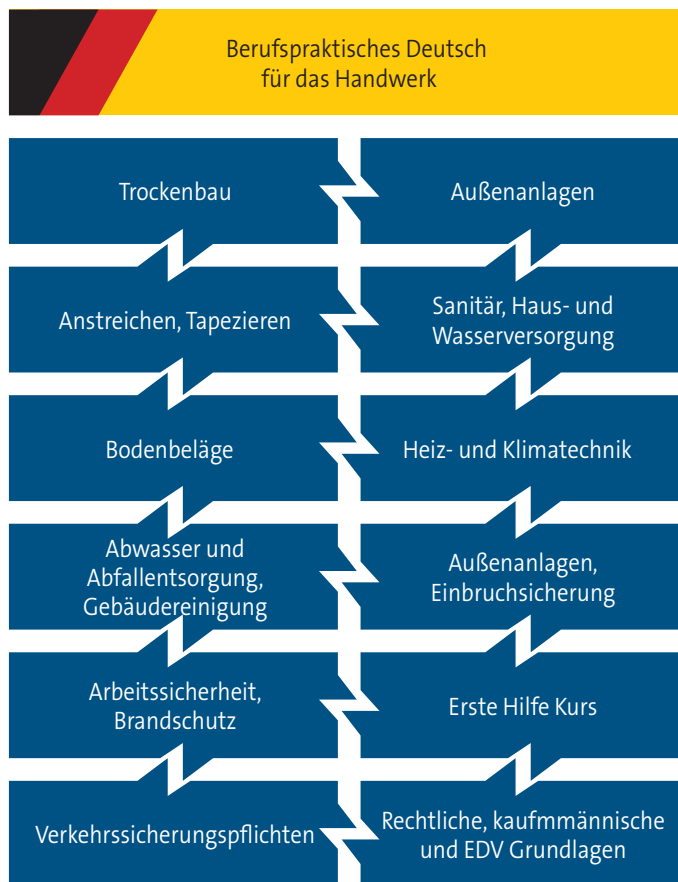 Berufspraktisches Deutsch
für das Handwerk
Trockenbau
Außenanlagen
Anstreichen, Tapezieren
Sanitär, Haus- und
Wasserversorgung
Bodenbeläge
Heiz- und Klimatechnik
Abwasser und
Abfallentsorgung,
Gebäudereinigung
Außenanlagen,
Einbruchsicherung
Arbeitssicherheit,
Brandschutz
Erste Hilfe Kurs
Verkehrssicherungspflichten
Rechtliche, kaufmmännische
und EDV Grundlagen